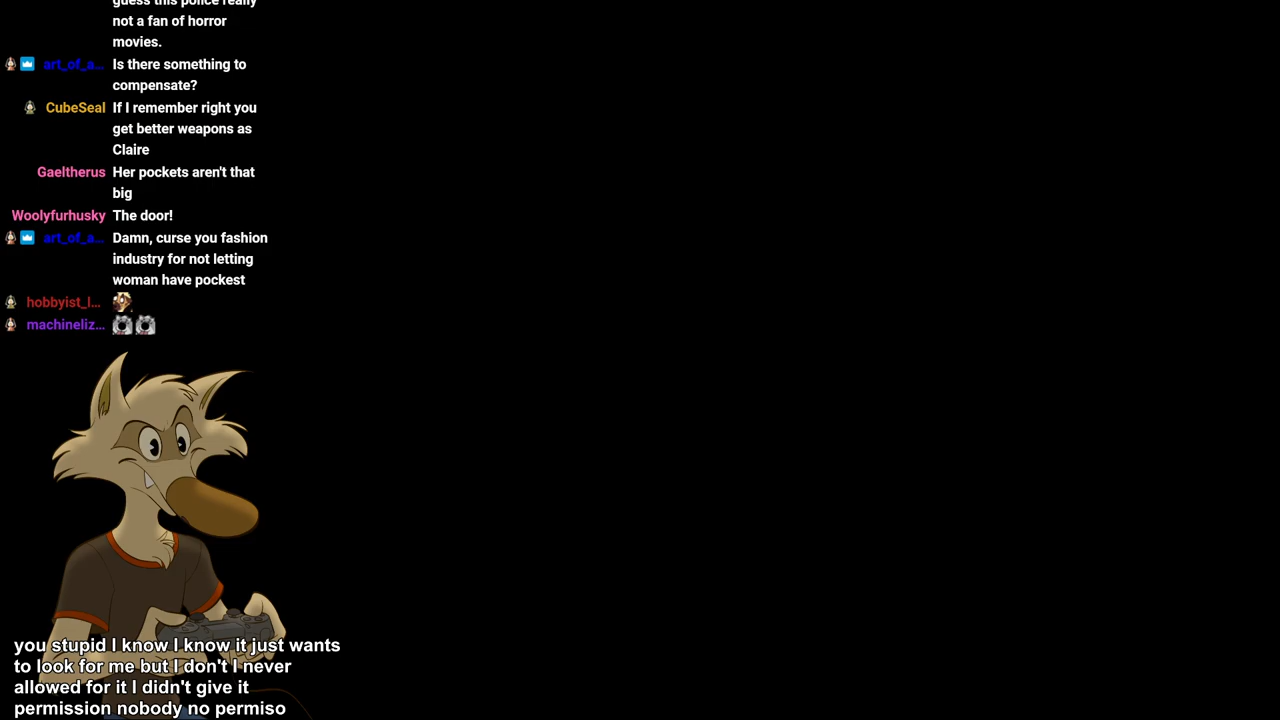 guess this police really
not a fan of horror
movies.
art_of_a... Is there something to
compensate?
CubeSeal If I remember right you
get better weapons as
Claire
Gaeltherus Her pockets aren't that
big
Woolyfurhusky The door!
art_of_a... Damn, curse you fashion
industry for not letting
woman have pockest
hobbyist_l...
machineliz...
you stupid I know I know it just wants
to look for me but I don't I never
allowed for it I didn't give it
permission nobody no permiso